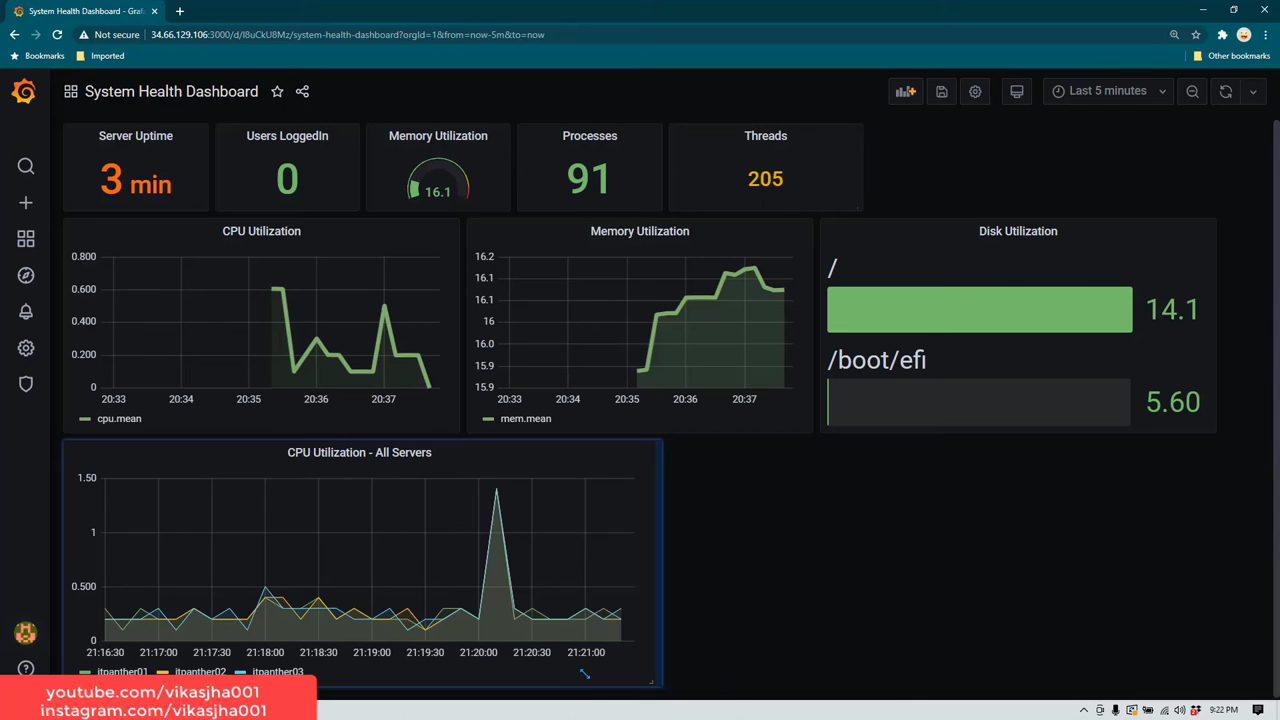 System Health Dashboard - Graf
Not secure
34.66.129.106:3000/d/I8uCkU8Mz/system-health-dashboard?orgId=1&from=now-5m&to=now
Bookmarks
Imported
Other bookmarks
System Health Dashboard
Last 5 minutes
Server Uptime
3 min
Users LoggedIn
0
Memory Utilization
16.1
Processes
91
Threads
205
CPU Utilization
0.800
0.600
0.400
0.200
0
20:33
20:34
20:35
20:36
20:37
cpu.mean
Memory Utilization
16.2
16.1
16.1
16
16.0
15.9
15.9
20:33
20:34
20:35
20:36
20:37
mem.mean
Disk Utilization
/
14.1
/boot/efi
5.60
CPU Utilization - All Servers
1.50
1
0.500
0
21:16:30
21:17:00
21:17:30
21:18:00
21:18:30
21:19:00
21:19:30
21:20:00
21:20:30
21:21:00
itpanther01
itpanther02
itpanther03
youtube.com/vikasjha001
instagram.com/vikasjha001
9:22 PM